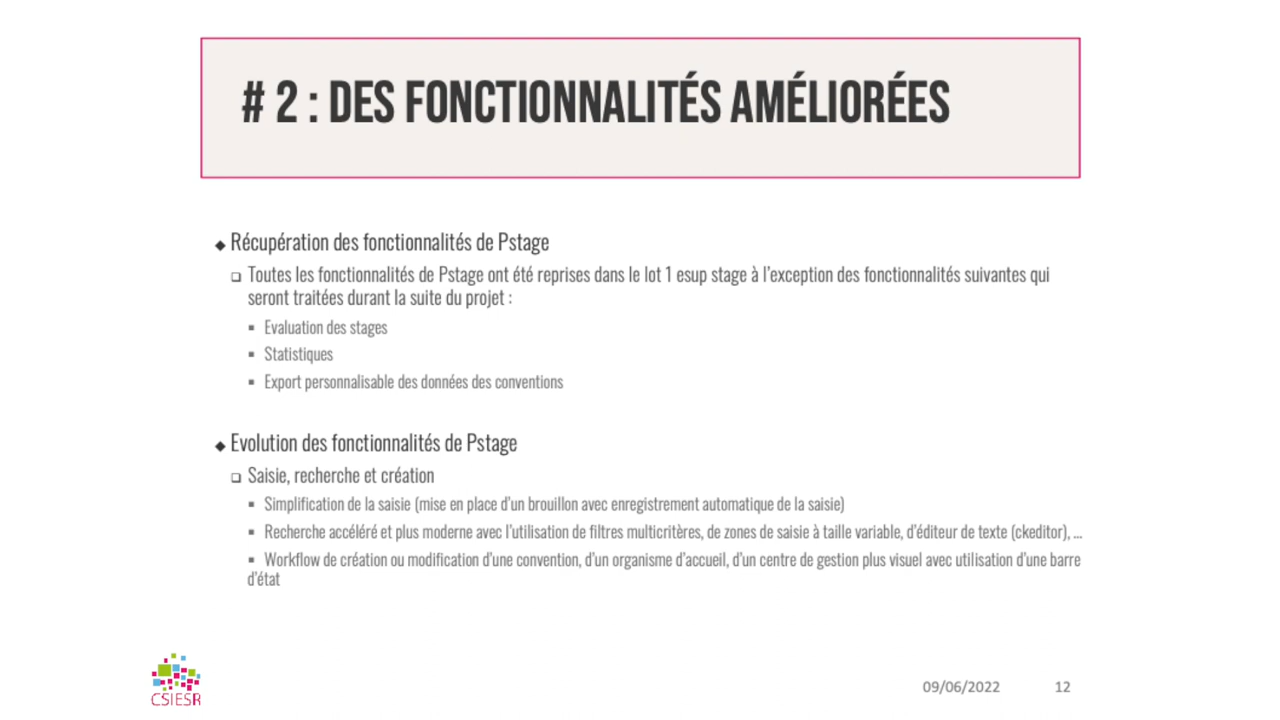 # 2 : DES FONCTIONNALITÉS AMÉLIORÉES
◆ Récupération des fonctionnalités de Pstage
❑ Toutes les fonctionnalités de Pstage ont été reprises dans le lot 1 esup stage à l'exception des fonctionnalités suivantes qui
seront traitées durant la suite du projet :
▪ Evaluation des stages
▪ Statistiques
▪ Export personnalisable des données des conventions
◆ Evolution des fonctionnalités de Pstage
❑ Saisie, recherche et création
▪ Simplification de la saisie (mise en place d'un brouillon avec enregistrement automatique de la saisie)
▪ Recherche accéléré et plus moderne avec l'utilisation de filtres multicritères, de zones de saisie à taille variable, d'éditeur de texte (ckeditor), ...
▪ Workflow de création ou modification d'une convention, d'un organisme d'accueil, d'un centre de gestion plus visuel avec utilisation d'une barre
d'état
CSIESR
09/06/2022
12